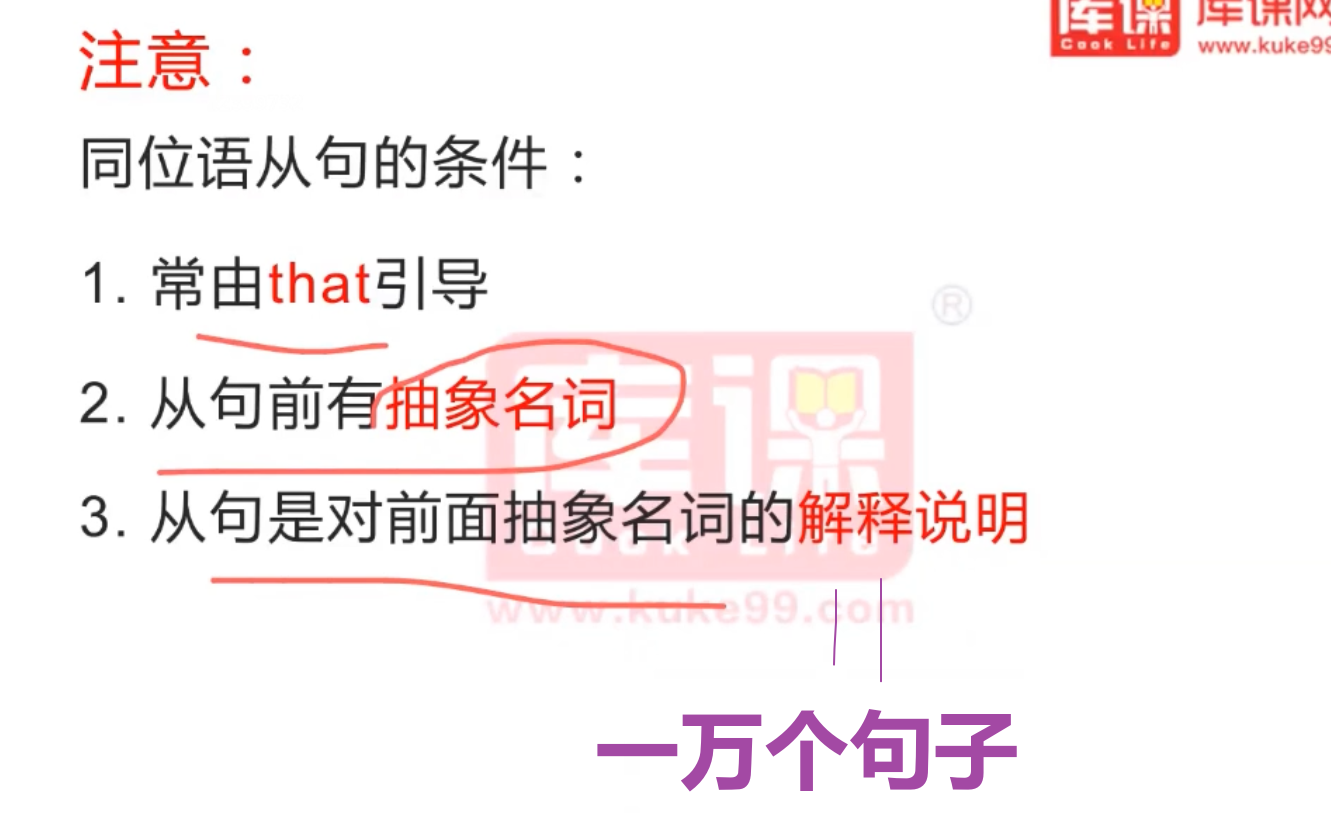 库课 库课网
Cook Life www.kuke99
注意：
同位语从句的条件：
1. 常由that引导
®
2. 从句前有抽象名词
库课
3. 从句是对前面抽象名词的解释说明
Cook Life
www.kuke99.com
一万个句子